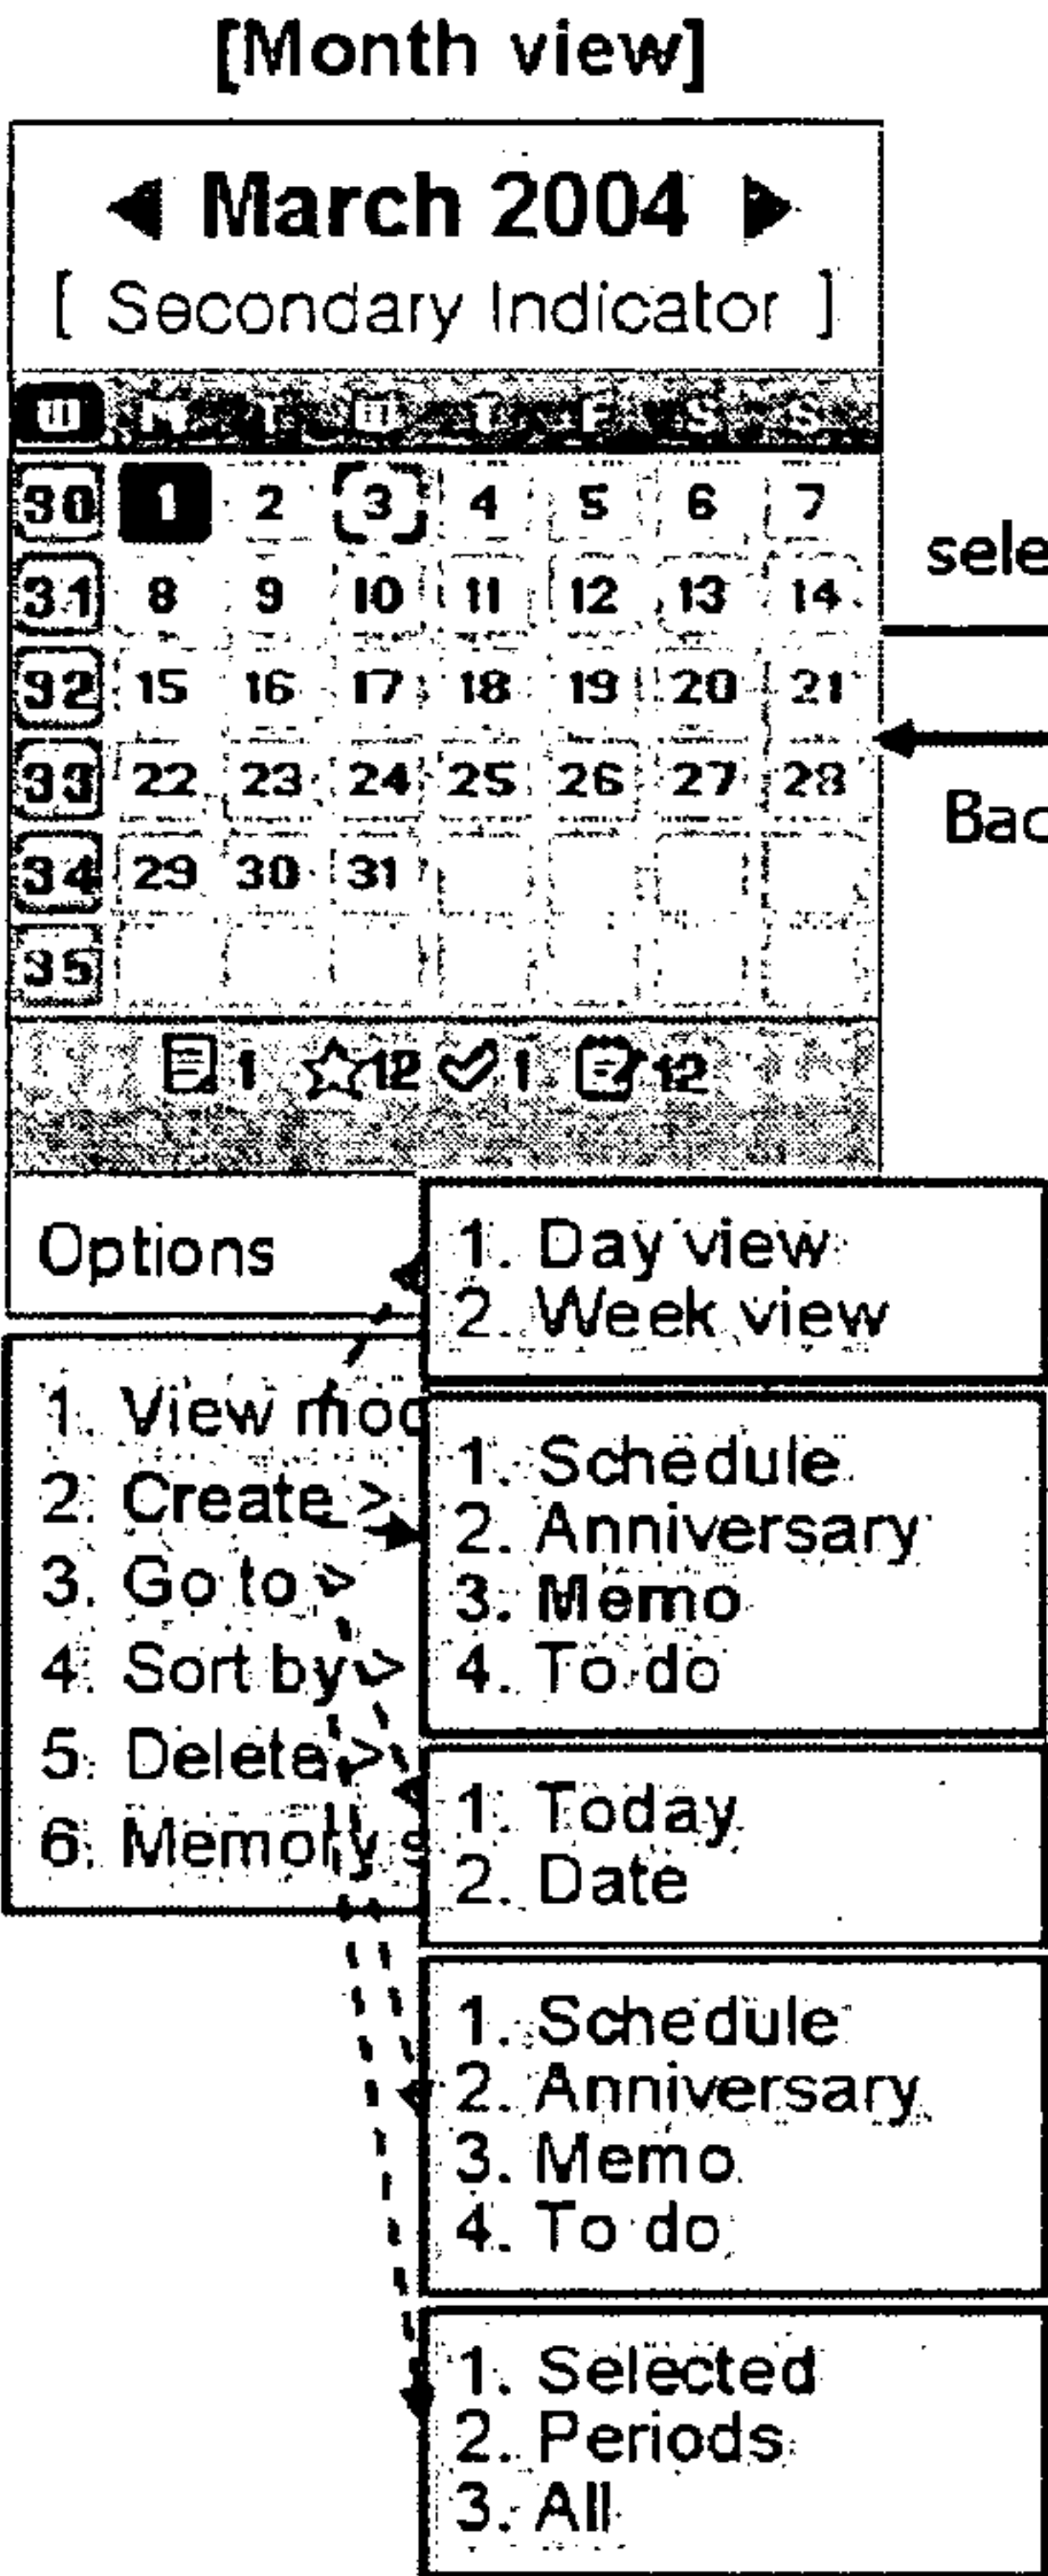 [Month view]
March 2004
[ Secondary Indicator ]
W M T W T F S S
30 1 2 3 4 5 6 7
31 8 9 10 11 12 13 14
32 15 16 17 18 19 20 21
33 22 23 24 25 26 27 28
34 29 30 31
35
1 12 1 12
sele
Bac
Options
1. View mod
2. Create >
3. Go to >
4. Sort by >
5. Delete >
6. Memory s
1. Day view
2. Week view
1. Schedule
2. Anniversary
3. Memo
4. To do
1. Today
2. Date
1. Schedule
2. Anniversary
3. Memo
4. To do
1. Selected
2. Periods
3. All